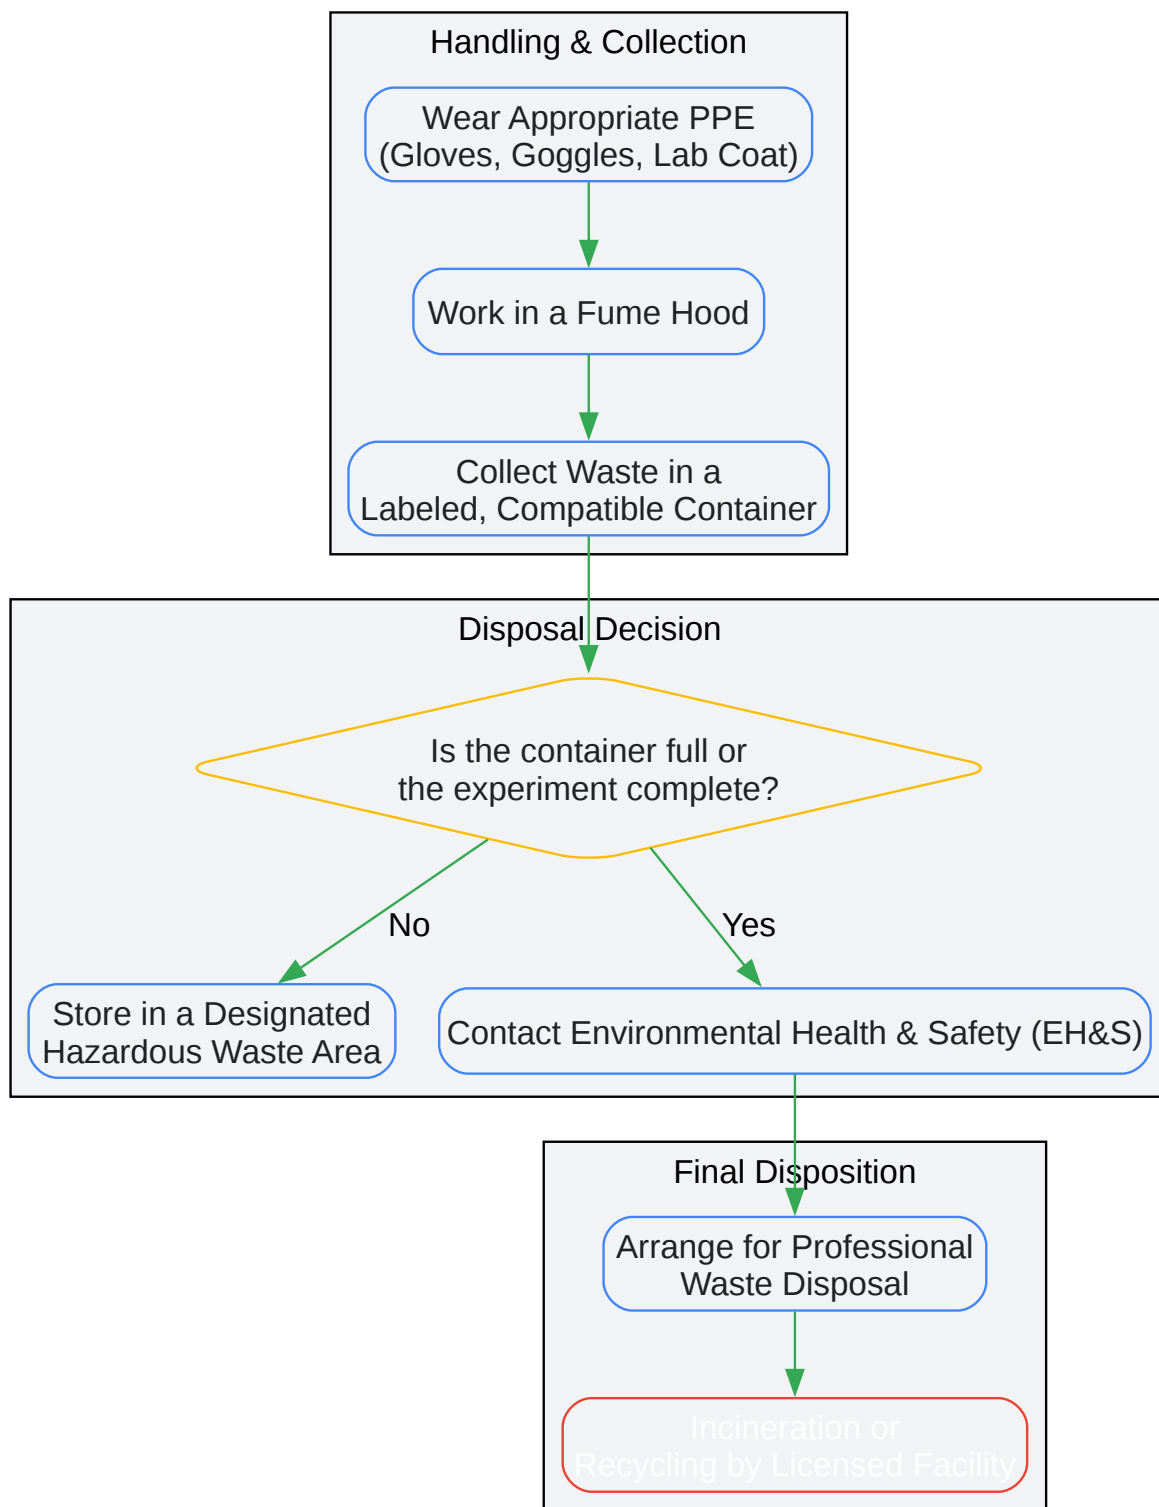 Handling & Collection
Wear Appropriate PPE
(Gloves, Goggles, Lab Coat)
Work in a Fume Hood
Collect Waste in a
Labeled, Compatible Container
Disposal Decision
Is the container full or
the experiment complete?
No
Yes
Store in a Designated
Hazardous Waste Area
Contact Environmental Health & Safety (EH&S)
Final Disposition
Arrange for Professional
Waste Disposal
Incineration or
Recycling by Licensed Facility